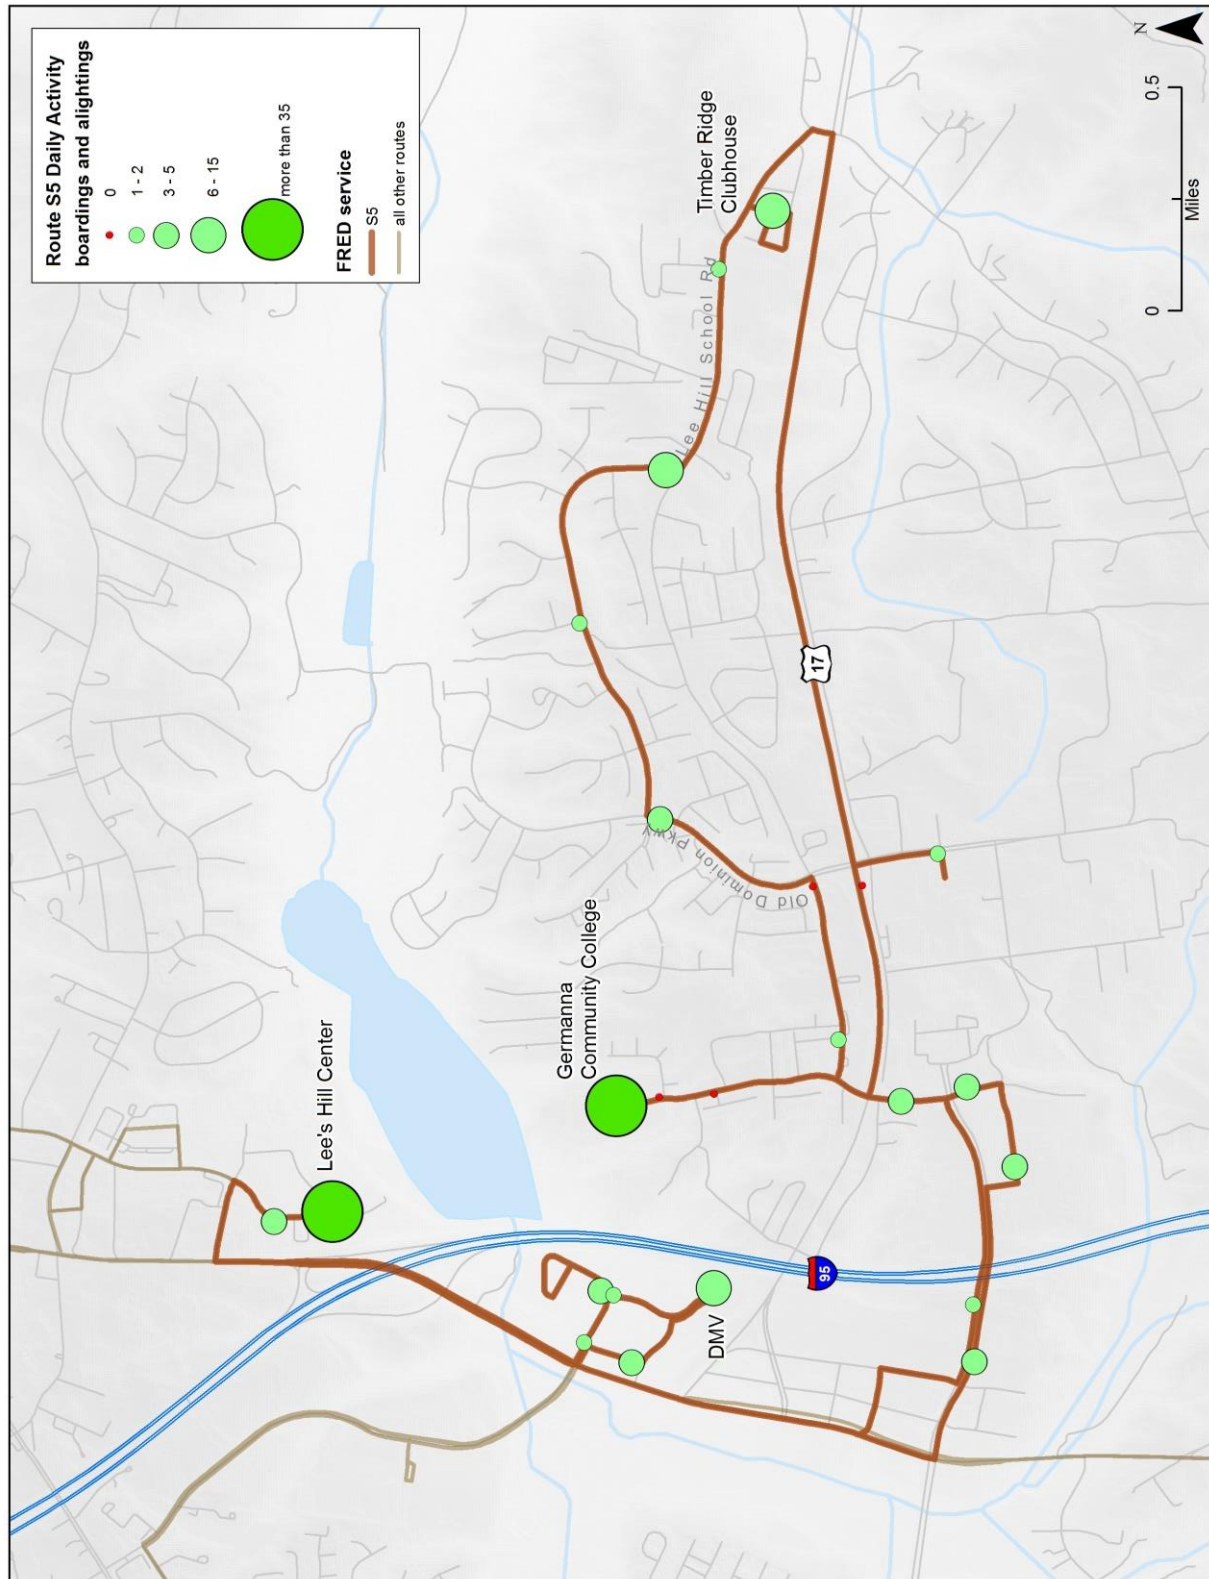 Route S5 Daily Activity
boardings and alightings
0
1 - 2
3 - 5
6 - 15
more than 35
FRED service
S5
all other routes
Lee's Hill Center
Germanna
Community College
Timber Ridge
Clubhouse
Lee Hill School Rd
Old Dominion Pkwy
DMV
17
95
N
0
0.5
Miles